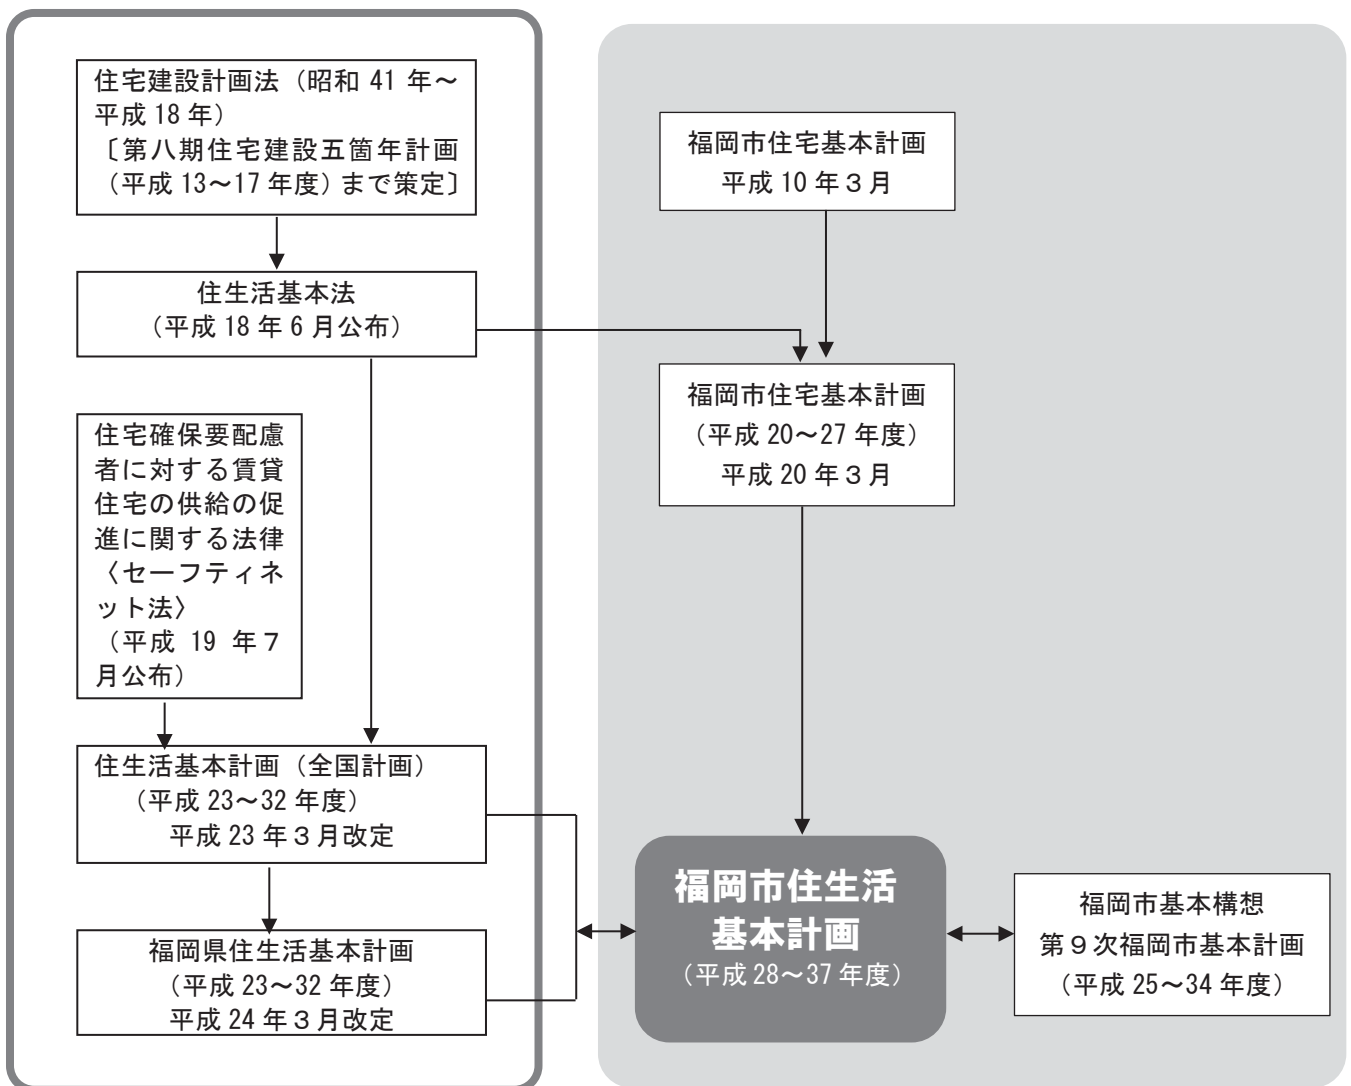 住宅建設計画法（昭和 41 年～
平成 18 年）
〔第八期住宅建設五箇年計画
（平成 13～17 年度）まで策定〕
住生活基本法
（平成 18 年 6 月公布）
住宅確保要配慮
者に対する賃貸
住宅の供給の促
進に関する法律
〈セーフティネ
ット法〉
（平成 19 年７
月公布）
住生活基本計画（全国計画）
（平成 23～32 年度）
平成 23 年３月改定
福岡県住生活基本計画
（平成 23～32 年度）
平成 24 年３月改定
福岡市住宅基本計画
平成 10 年３月
福岡市住宅基本計画
（平成 20～27 年度）
平成 20 年３月
福岡市住生活
基本計画
（平成 28～37 年度）
福岡市基本構想
第９次福岡市基本計画
（平成 25～34 年度）